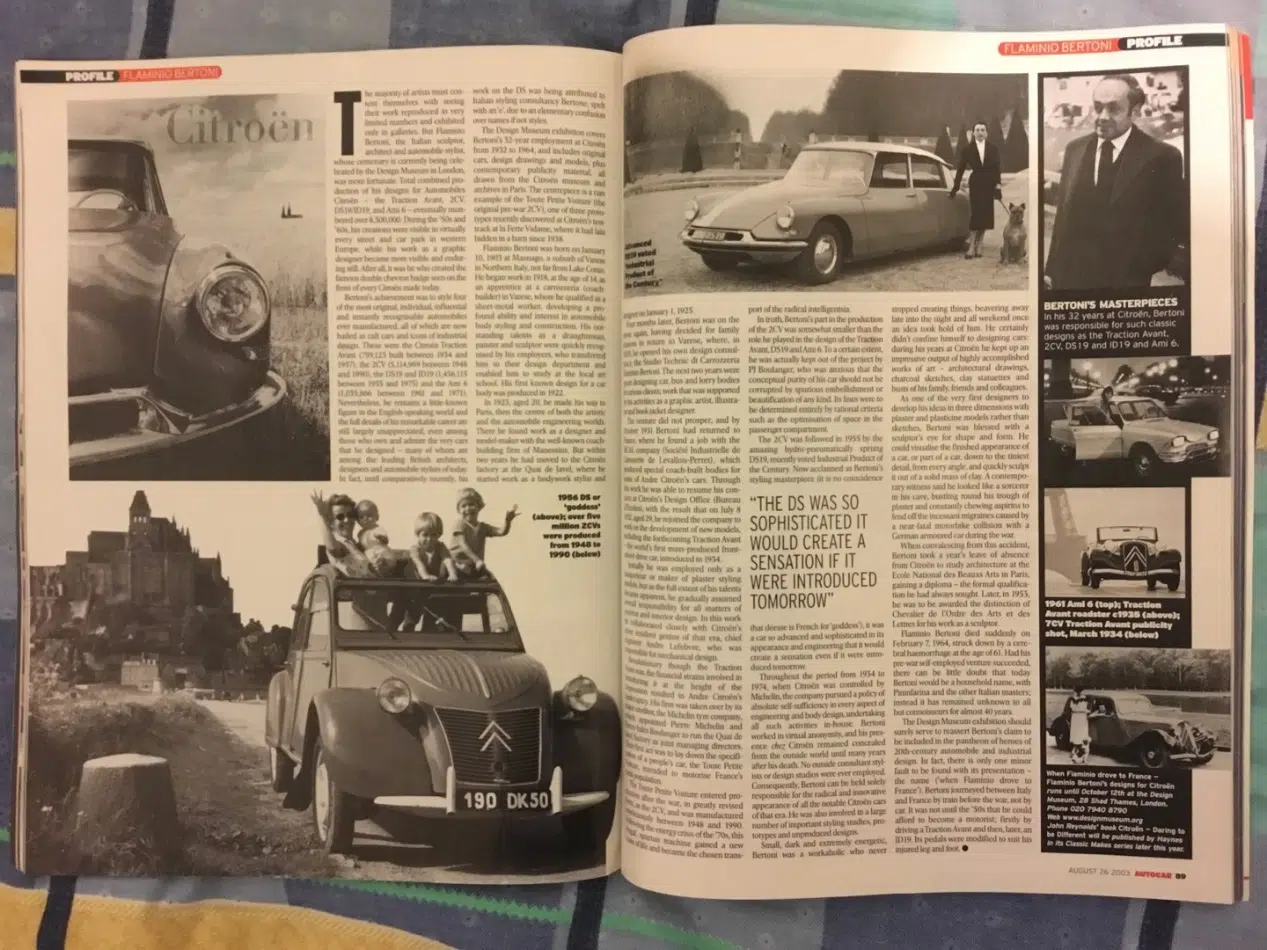 PROFILE FLAMINIO BERTONI
Citroën
The majority of artists must con-
tent themselves with seeing
their work reproduced in very
limited numbers and exhibited
only in galleries. But Flaminio
Bertoni, the Italian sculptor,
architect and automobile stylist,
whose centenary is currently being cele-
brated by the Design Museum in London,
was more fortunate. Total combined pro-
duction of his designs for Automobiles
Citroën – the Traction Avant, 2CV,
DS19/ID19, and Ami 6 – eventually num-
bered over 8,500,000. During the '50s and
'60s, his creations were visible in virtually
every street and car park in western
Europe, while his work as a graphic
designer became more visible and endur-
ing still. After all, it was he who created the
famous double chevron badge seen on the
front of every Citroën made today.
Bertoni's achievement was to style four
of the most original, individual, influential
and instantly recognisable automobiles
ever manufactured, all of which are now
hailed as cult cars and icons of industrial
design. These were the Citroën Traction
Avant (759,123 built between 1934 and
1957), the 2CV (5,114,969 between 1948
and 1990), the DS19 and ID19 (1,456,115
between 1955 and 1975) and the Ami 6
between 1961 and 1971).
Nevertheless, he remains a little-known
figure in the English-speaking world and
the full details of his remarkable career are
still largely unappreciated, even among
those who own and admire the very cars
that he designed – many of whom are
among the leading British architects,
designers and automobile stylists of today.
In fact, until comparatively recently, his
work on the DS was being attributed to
Italian styling consultancy Bertone, spelt
with an 'e', due to an elementary confusion
over names if not styles.
The Design Museum exhibition covers
Bertoni's 32-year employment at Citroën
from 1932 to 1964, and includes original
cars, design drawings and models, plus
contemporary publicity material, all
drawn from the Citroën museum and
archives in Paris. The centrepiece is a rare
example of the Toute Petite Voiture (the
original pre-war 2CV), one of three proto-
types recently discovered at Citroën's test
track at la Ferte Vidame, where it had lain
hidden in a barn since 1938.
Flaminio Bertoni was born on January
10, 1903 at Masnago, a suburb of Varese
in Northern Italy, not far from Lake Como.
He began work in 1918, at the age of 14, as
an apprentice at a carrozzeria (coach-
builder) in Varese, where he qualified as a
sheet-metal worker, developing a pro-
found ability and interest in automobile
body styling and construction. His out-
standing talents as a draughtsman,
painter and sculptor were quickly recog-
nised by his employers, who transferred
him to their design department and
enabled him to study at the local art
school. His first known design for a car
body was produced in 1922.
In 1923, aged 20, he made his way to
Paris, then the centre of both the artistic
and the automobile engineering worlds.
There he found work as a designer and
model-maker with the well-known coach-
building firm of Manessius. But within
two years he had moved to the Citroën
factory at the Quai de Javel, where he
started work as a bodywork stylist and
1956 DS or
'goddess'
(above); over five
million 2CVs
were produced
from 1948 to
1990 (below)
190 DK50
FLAMINIO BERTONI PROFILE
Advanced
DS19 voted
'Industrial
Product of
the Century'
on January 1, 1925.
Four months later, Bertoni was on the
again, having decided for family
to return to Varese, where, in
he opened his own design consul-
the Studio Technic di Carrozzeria
Bertoni. The next two years were
designing car, bus and lorry bodies
clients, work that was supported
activities as a graphic artist, illustra-
and book jacket designer.
The venture did not prosper, and by
1931 Bertoni had returned to
where he found a job with the
company (Société Industrielle de
de Levallois-Perret), which
special coach-built bodies for
of André Citroën's cars. Through
work he was able to resume his con-
at Citroën's Design Office (Bureau
with the result that on July 8
aged 29, he rejoined the company
on the development of new models,
including the forthcoming Traction Avant
world's first mass-produced front-
drive car, introduced in 1934.
Initially he was employed only as a
or maker of plaster styling
models, but as the full extent of his talents
became apparent, he gradually assumed
overall responsibility for all matters of
exterior and interior design. In this work
he collaborated closely with Citroën's
resident genius of that era, chief
engineer Andre Lefebvre, who was
responsible for mechanical design.
Revolutionary though the Traction
was, the financial strains involved in
it at the height of the
resulted in Andre Citroën's
bankruptcy. His first was taken over by its
the Michelin tyre company,
appointed Pierre Michelin and
Boulanger to run the Quai de
factory as joint managing directors.
first act was to lay down the specifi-
of a people's car, the Toute Petite
intended to motorise France's
population.
The Toute Petite Voiture entered pro-
after the war, in greatly revised
as the 2CV, and was manufactured
between 1948 and 1990.
During the energy crisis of the '70s, this
spartan machine gained a new
of life and became the chosen trans-
port of the radical intelligentsia.
In truth, Bertoni's part in the production
of the 2CV was somewhat smaller than the
role he played in the design of the Traction
Avant, DS19 and Ami 6. To a certain extent,
he was actually kept out of the project by
PJ Boulanger, who was anxious that the
conceptual purity of his car should not be
corrupted by spurious embellishment or
beautification of any kind. Its lines were to
be determined entirely by rational criteria
such as the optimisation of space in the
passenger compartment.
The 2CV was followed in 1955 by the
amazing hydro-pneumatically sprung
DS19, recently voted Industrial Product of
the Century. Now acclaimed as Bertoni's
styling masterpiece (it is no coincidence
"THE DS WAS SO
SOPHISTICATED IT
WOULD CREATE A
SENSATION IF IT
WERE INTRODUCED
TOMORROW"
that déesse is French for 'goddess'), it was
a car so advanced and sophisticated in its
appearance and engineering that it would
create a sensation even if it were intro-
duced tomorrow.
Throughout the period from 1934 to
1974, when Citroën was controlled by
Michelin, the company pursued a policy of
absolute self-sufficiency in every aspect of
engineering and body design, undertaking
all such activities in-house. Bertoni
worked in virtual anonymity, and his pres-
ence chez Citroën remained concealed
from the outside world until many years
after his death. No outside consultant styl-
ists or design studios were ever employed.
Consequently, Bertoni can be held solely
responsible for the radical and innovative
appearance of all the notable Citroën cars
of that era. He was also involved in a large
number of important styling studies, pro-
totypes and unproduced designs.
Small, dark and extremely energetic,
Bertoni was a workaholic who never
stopped creating things, beavering away
late into the night and all weekend once
an idea took hold of him. He certainly
didn't confine himself to designing cars:
during his years at Citroën he kept up an
impressive output of highly accomplished
works of art – architectural drawings,
charcoal sketches, clay statuettes and
busts of his family, friends and colleagues.
As one of the very first designers to
develop his ideas in three dimensions with
plaster and plasticine models rather than
sketches, Bertoni was blessed with a
sculptor's eye for shape and form. He
could visualise the finished appearance of
a car, or part of a car, down to the tiniest
detail, from every angle, and quickly sculpt
it out of a solid mass of clay. A contempo-
rary witness said he looked like a sorcerer
in his cave, bustling round his trough of
plaster and constantly chewing aspirins to
fend off the incessant migraines caused by
a near-fatal motorbike collision with a
German armoured car during the war.
When convalescing from this accident,
Bertoni took a year's leave of absence
from Citroën to study architecture at the
Ecole National des Beaux Arts in Paris,
gaining a diploma – the formal qualifica-
tion he had always sought. Later, in 1953,
he was to be awarded the distinction of
Chevalier de l'Ordre des Arts et des
Lettres for his work as a sculptor.
Flaminio Bertoni died suddenly on
February 7, 1964, struck down by a cere-
bral haemorrhage at the age of 61. Had his
pre-war self-employed venture succeeded,
there can be little doubt that today
Bertoni would be a household name, with
Pininfarina and the other Italian masters;
instead it has remained unknown to all
but connoisseurs for almost 40 years.
The Design Museum exhibition should
surely serve to reassert Bertoni's claim to
be included in the pantheon of heroes of
20th-century automobile and industrial
design. In fact, there is only one minor
fault to be found with its presentation –
the name ('when Flaminio drove to
France'). Bertoni journeyed between Italy
and France by train before the war, not by
car. It was not until the '50s that he could
afford to become a motorist; firstly by
driving a Traction Avant and then, later, an
ID19. Its pedals were modified to suit his
injured leg and foot. ●
BERTONI'S MASTERPIECES
In his 32 years at Citroën, Bertoni
was responsible for such classic
designs as the Traction Avant,
2CV, DS19 and ID19 and Ami 6.
1961 Ami 6 (top); Traction
Avant roadster c1935 (above);
7CV Traction Avant publicity
shot, March 1934 (below)
When Flaminio drove to France –
Flaminio Bertoni's designs for Citroën
runs until October 12th at the Design
Museum, 28 Shad Thames, London.
Phone 020 7940 8790
Web www.designmuseum.org
John Reynolds' book Citroën – Daring to
be Different will be published by Haynes
in its Classic Makes series later this year.
AUGUST 26 2003 AUTOCAR 89